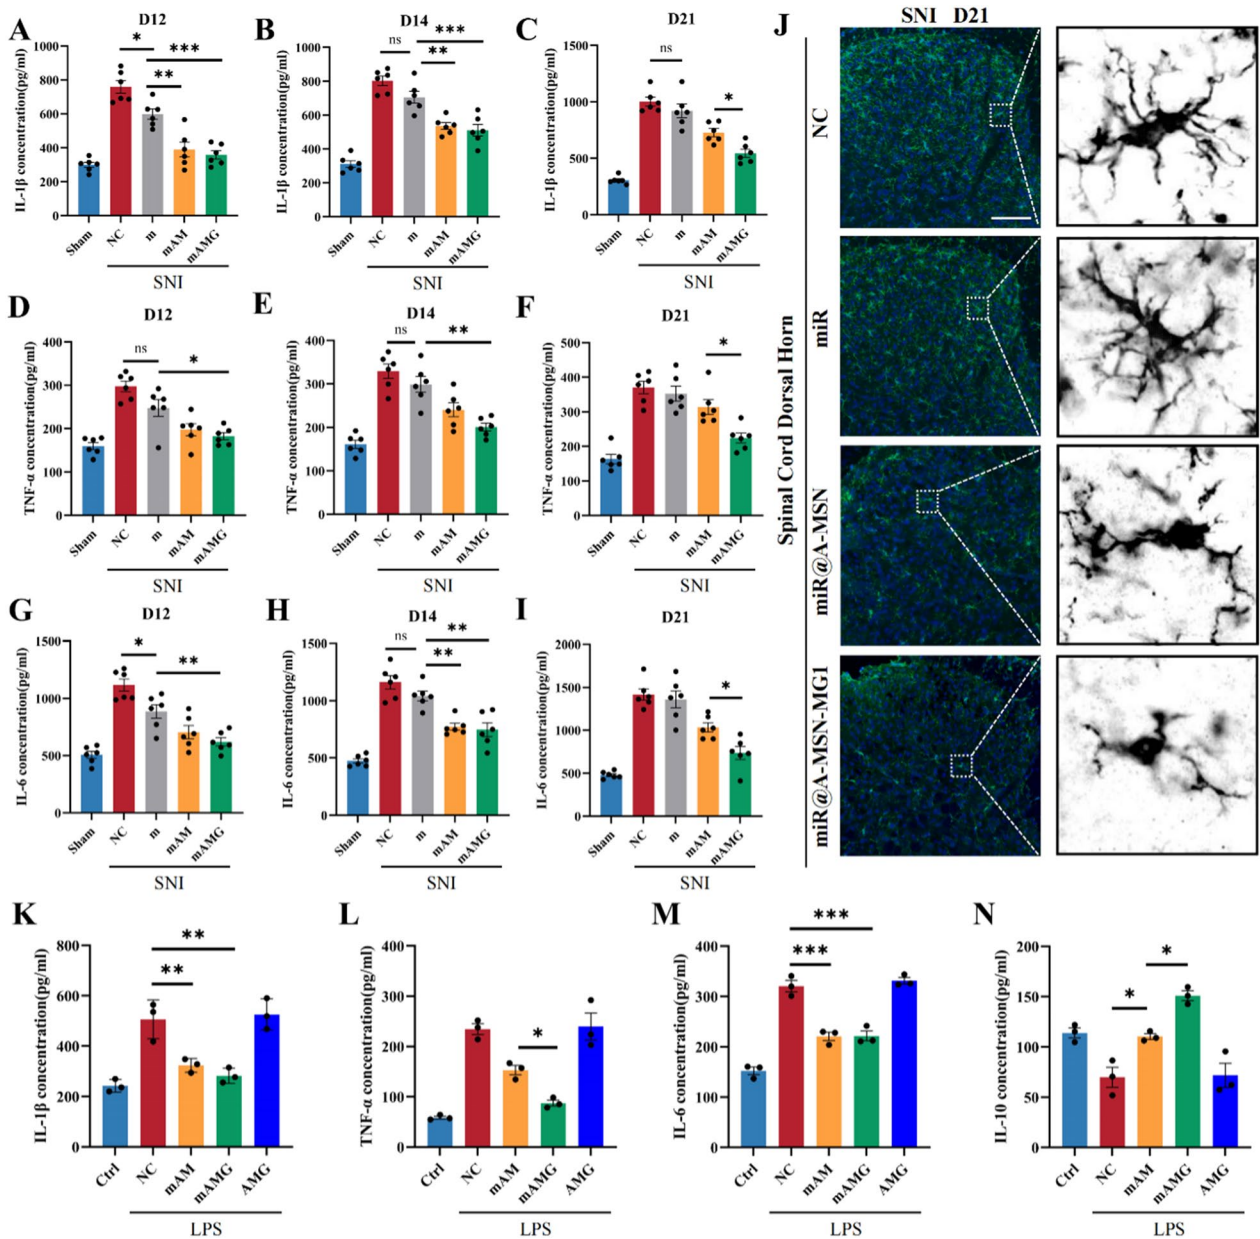 A
D12
IL-1β concentration(pg/ml)
1000
800
600
400
200
0
*
***
**
Sham
NC
m
mAM
mAMG
SNI
B
D14
IL-1β concentration(pg/ml)
1000
800
600
400
200
0
ns
***
**
Sham
NC
m
mAM
mAMG
SNI
C
D21
IL-1β concentration(pg/ml)
1500
1000
500
0
*
Sham
NC
m
mAM
mAMG
SNI
D
D12
TNF-α concentration(pg/ml)
400
300
200
100
0
ns
*
Sham
NC
m
mAM
mAMG
SNI
E
D14
TNF-α concentration(pg/ml)
400
300
200
100
0
ns
**
Sham
NC
m
mAM
mAMG
SNI
F
D21
TNF-α concentration(pg/ml)
500
400
300
200
100
0
*
Sham
NC
m
mAM
mAMG
SNI
G
D12
IL-6 concentration(pg/ml)
1500
1000
500
0
*
**
Sham
NC
m
mAM
mAMG
SNI
H
D14
IL-6 concentration(pg/ml)
1500
1000
500
0
ns
**
**
Sham
NC
m
mAM
mAMG
SNI
I
D21
IL-6 concentration(pg/ml)
2000
1500
1000
500
0
*
Sham
NC
m
mAM
mAMG
SNI
J
SNI D21
Spinal Cord Dorsal Horn
NC
miR
miR@A-MSN
miR@A-MSN-MG1
K
IL-1β concentration(pg/ml)
800
600
400
200
0
**
**
Ctrl
NC
mAM
mAMG
AMG
LPS
L
TNF-α concentration(pg/ml)
400
300
200
100
0
*
Ctrl
NC
mAM
mAMG
AMG
LPS
M
IL-6 concentration(pg/ml)
400
300
200
100
0
***
***
Ctrl
NC
mAM
mAMG
AMG
LPS
N
IL-10 concentration(pg/ml)
200
150
100
50
0
*
*
Ctrl
NC
mAM
mAMG
AMG
LPS